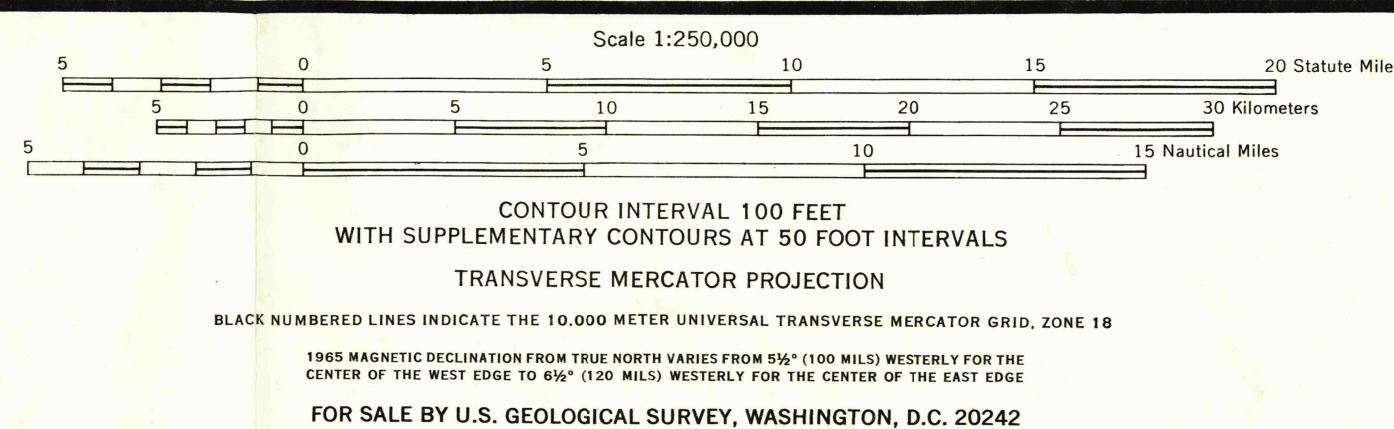 Scale 1:250,000
5 0 5 10 15 20 Statute Mile
5 0 5 10 15 20 25 30 Kilometers
5 0 5 10 15 Nautical Miles
CONTOUR INTERVAL 100 FEET
WITH SUPPLEMENTARY CONTOURS AT 50 FOOT INTERVALS
TRANSVERSE MERCATOR PROJECTION
BLACK NUMBERED LINES INDICATE THE 10,000 METER UNIVERSAL TRANSVERSE MERCATOR GRID, ZONE 18
1965 MAGNETIC DECLINATION FROM TRUE NORTH VARIES FROM 5½° (100 MILS) WESTERLY FOR THE
CENTER OF THE WEST EDGE TO 6½° (120 MILS) WESTERLY FOR THE CENTER OF THE EAST EDGE
FOR SALE BY U.S. GEOLOGICAL SURVEY, WASHINGTON, D.C. 20242